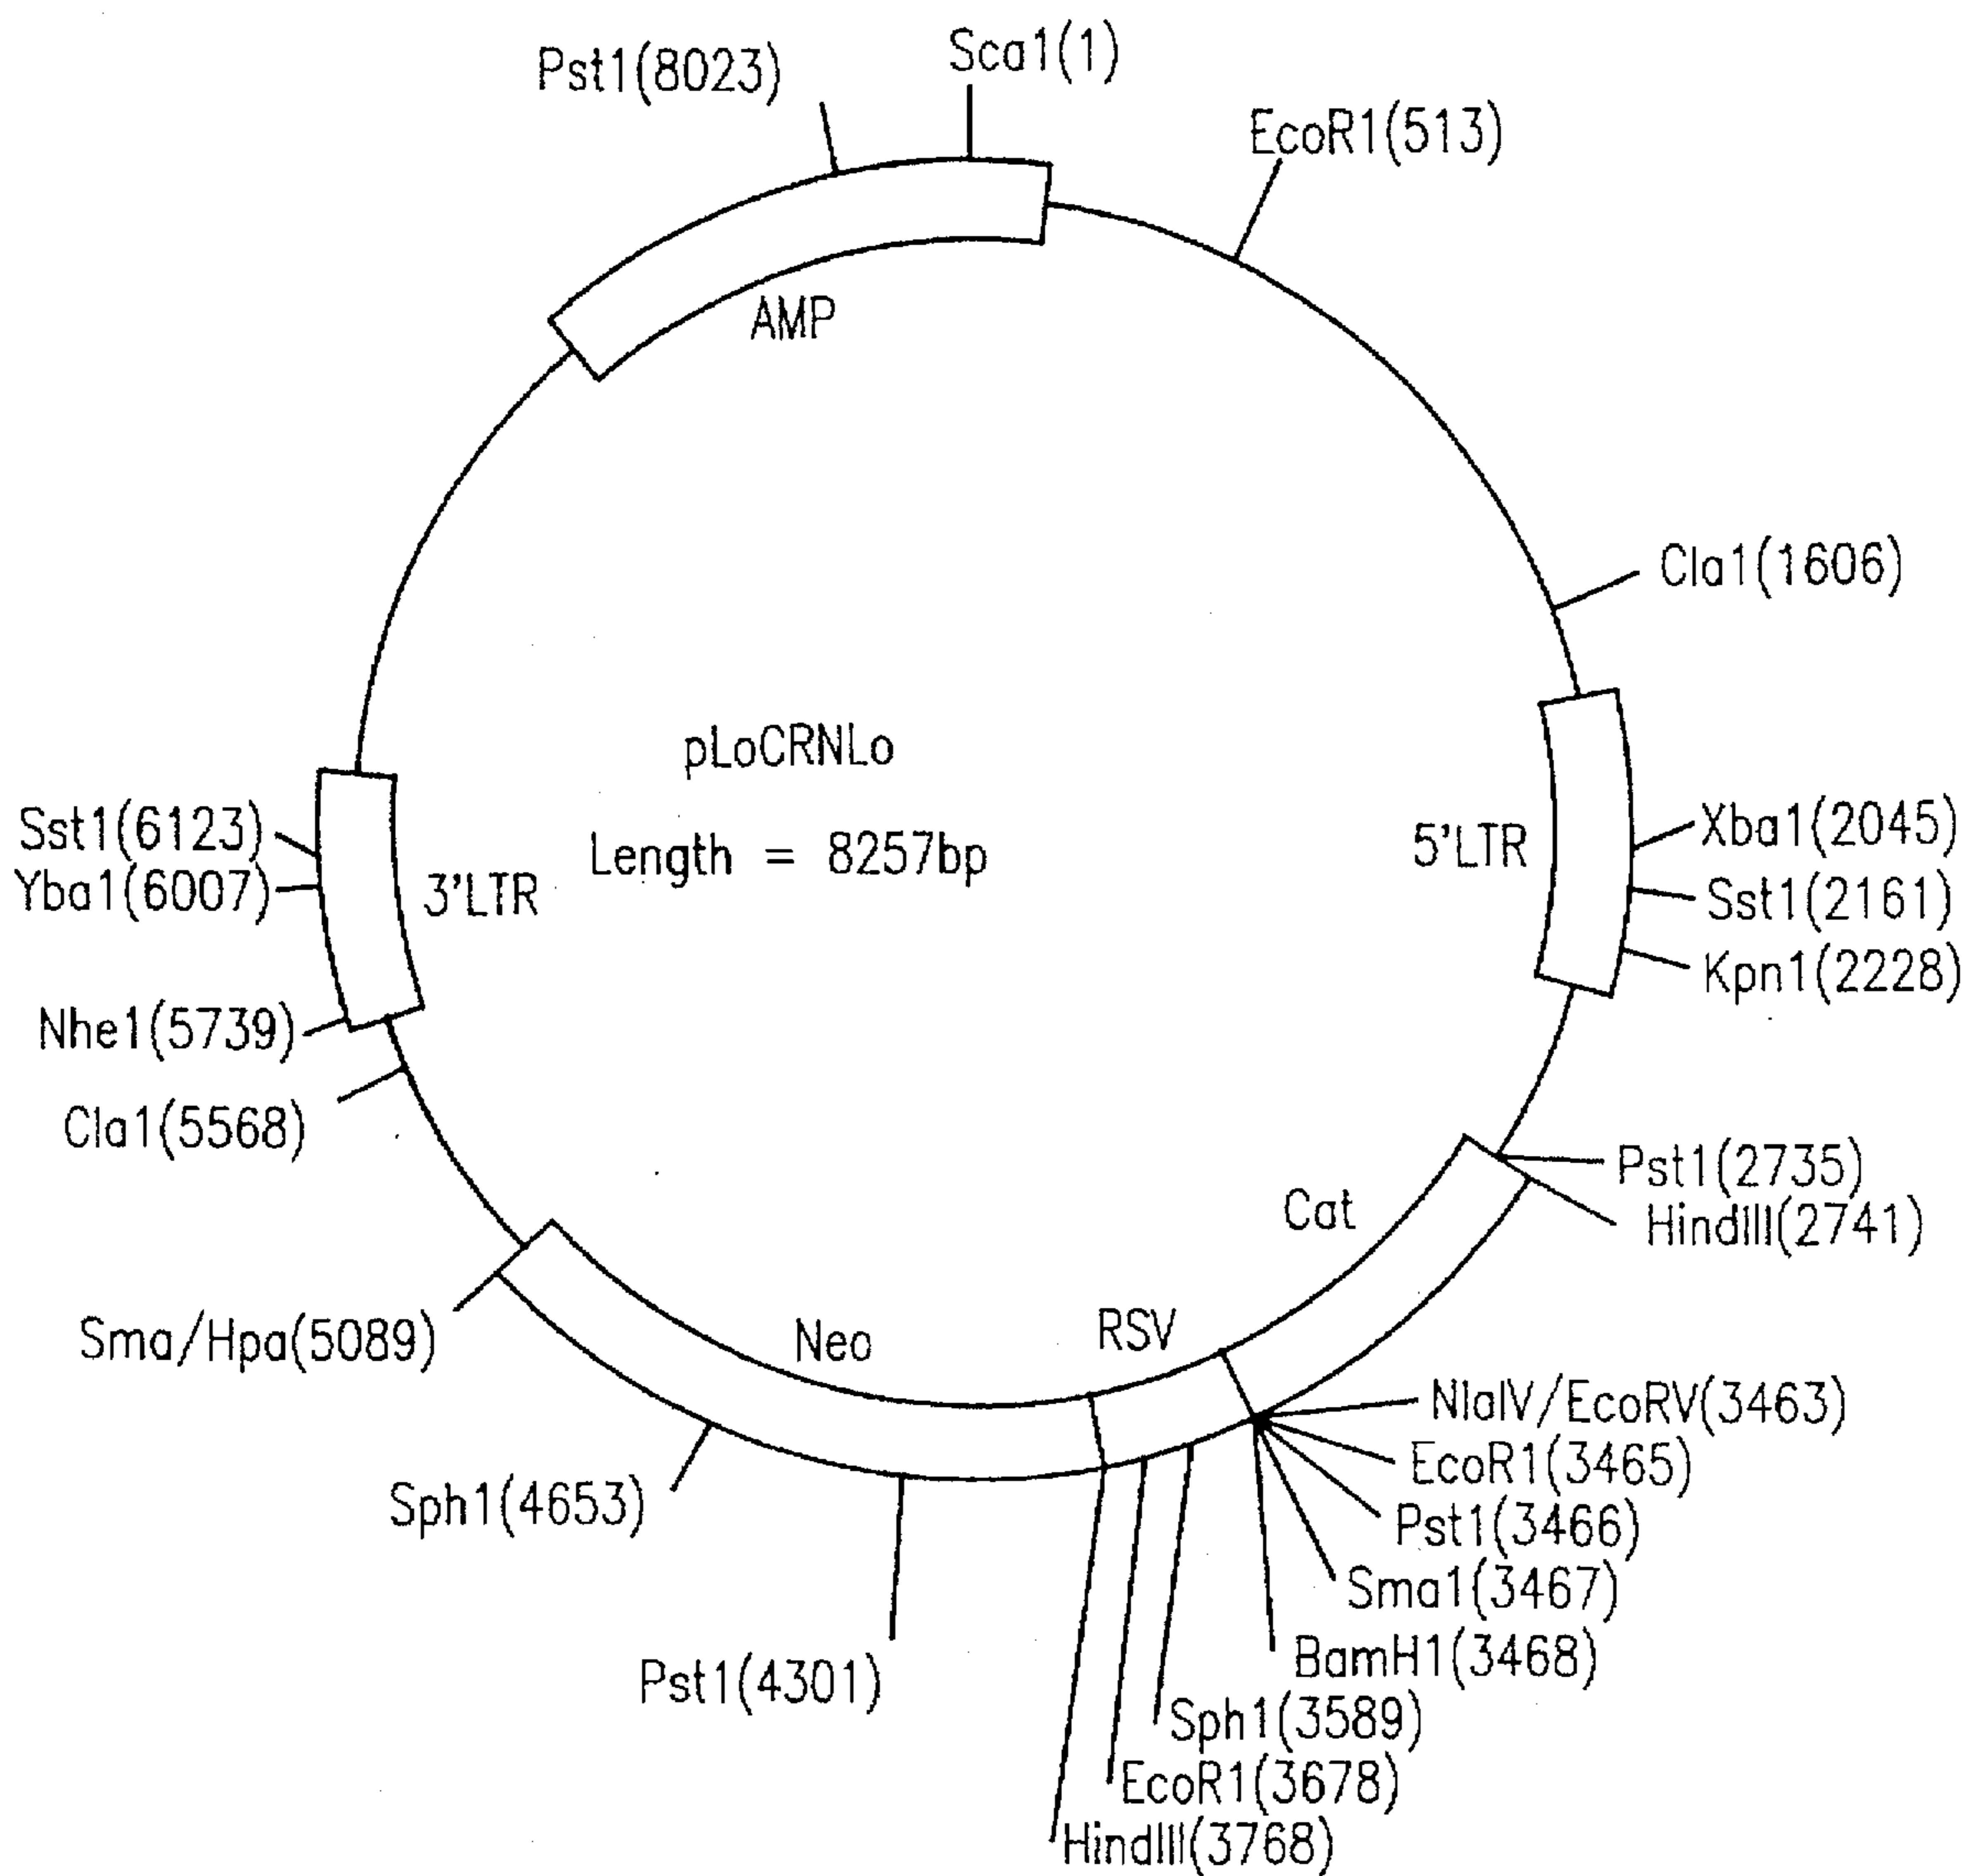 Sca1(1)
Pst1(8023)
EcoR1(513)
AMP
Cla1(1606)
pLoCRNLo
Length = 8257bp
5'LTR
Xba1(2045)
Sst1(2161)
Kpn1(2228)
Sst1(6123)
Yba1(6007)
3'LTR
Nhe1(5739)
Cla1(5568)
Pst1(2735)
HindIII(2741)
Cat
RSV
Neo
Sma/Hpa(5089)
NlaIV/EcoRV(3463)
EcoR1(3465)
Pst1(3466)
Sma1(3467)
BamH1(3468)
Sph1(4653)
Pst1(4301)
Sph1(3589)
EcoR1(3678)
HindIII(3768)